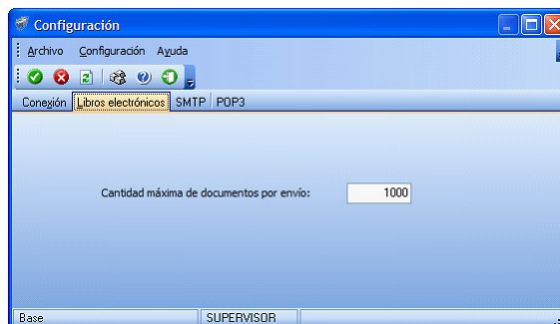 Configuración
Archivo Configuración Ayuda
Conexión Libros electrónicos SMTP POP3
Cantidad máxima de documentos por envío: 1000
Base SUPERVISOR